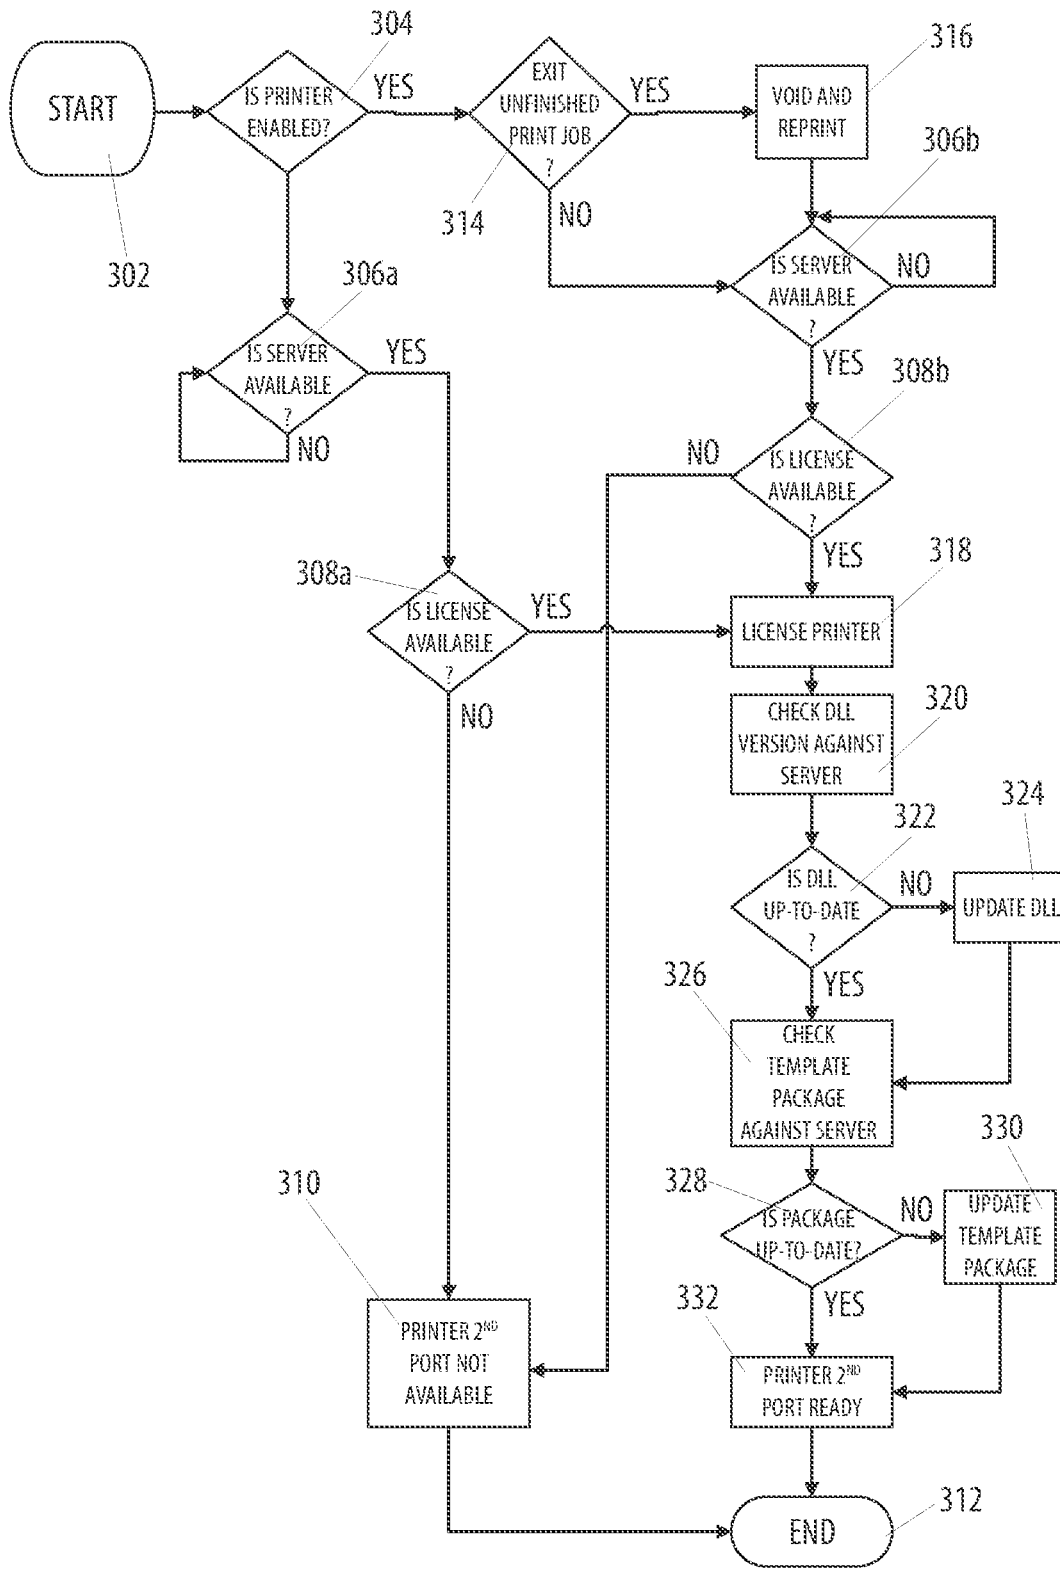 304
316
START
IS PRINTER
ENABLED?
YES
EXIT
UNFINISHED
PRINT JOB
?
YES
VOID AND
REPRINT
306b
314
NO
302
306a
IS SERVER
AVAILABLE
?
NO
IS SERVER
AVAILABLE
?
YES
NO
YES
308b
NO
IS LICENSE
AVAILABLE
?
YES
308a
IS LICENSE
AVAILABLE
?
YES
NO
318
LICENSE PRINTER
CHECK DLL
VERSION AGAINST
SERVER
320
324
322
IS DLL
UP-TO-DATE
?
NO
UPDATE DLL
YES
326
CHECK
TEMPLATE
PACKAGE
AGAINST SERVER
330
328
IS PACKAGE
UP-TO-DATE?
NO
UPDATE
TEMPLATE
PACKAGE
YES
310
332
PRINTER 2ND
PORT NOT
AVAILABLE
PRINTER 2ND
PORT READY
312
END